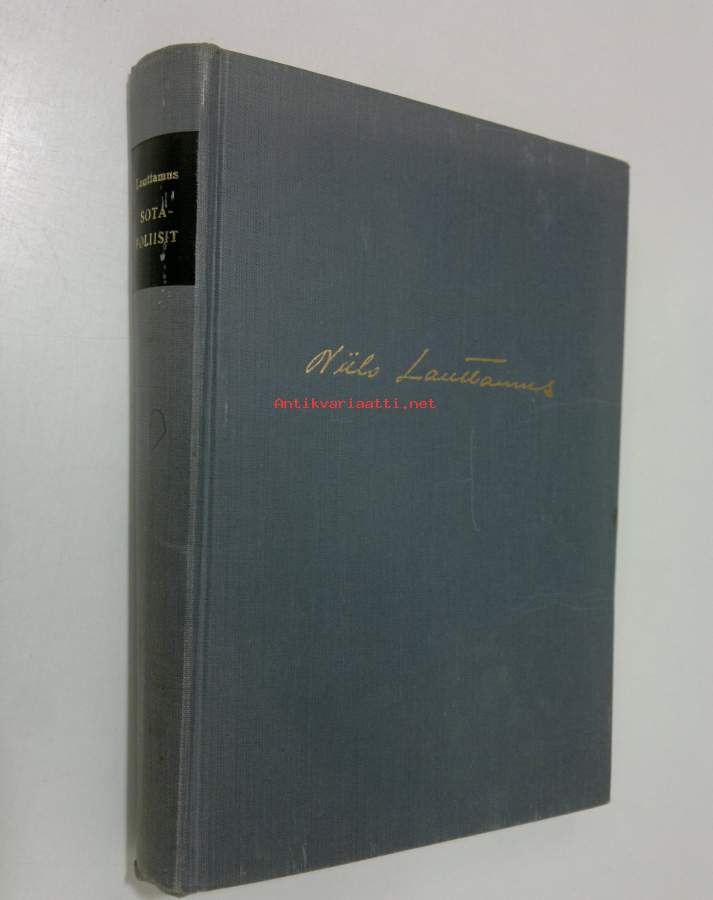 Lauttamus
SOTA-
POLIISIT
Niilo Lauttamus
Antikvariaatti.net